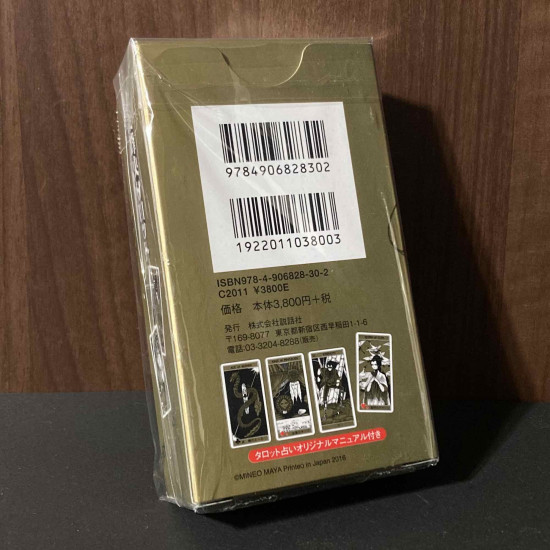 9784906828302
1922011038003
ISBN978-4-906828-30-2
C2011 ¥3800E
価格 本体3,800円+税
発行 株式会社説話社
〒169-8077 東京都新宿区西早稲田1-1-6
電話:03-3204-8288(販売)
タロット占いオリジナルマニュアル付き
©MINEO MAYA Printed in Japan 2016